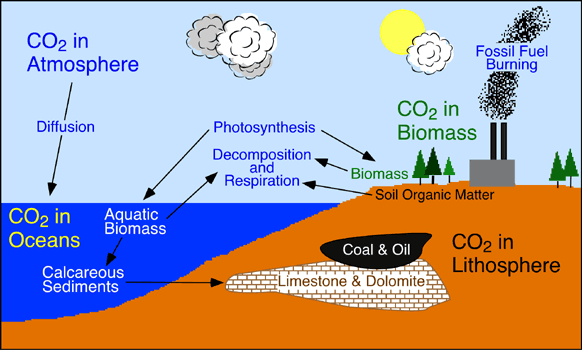 CO2 in
Atmosphere
Fossil Fuel
Burning
CO2 in
Biomass
Diffusion
Photosynthesis
Decomposition
and
Respiration
Biomass
Soil Organic Matter
CO2 in
Oceans
Aquatic
Biomass
Coal & Oil
CO2 in
Lithosphere
Calcareous
Sediments
Limestone & Dolomite